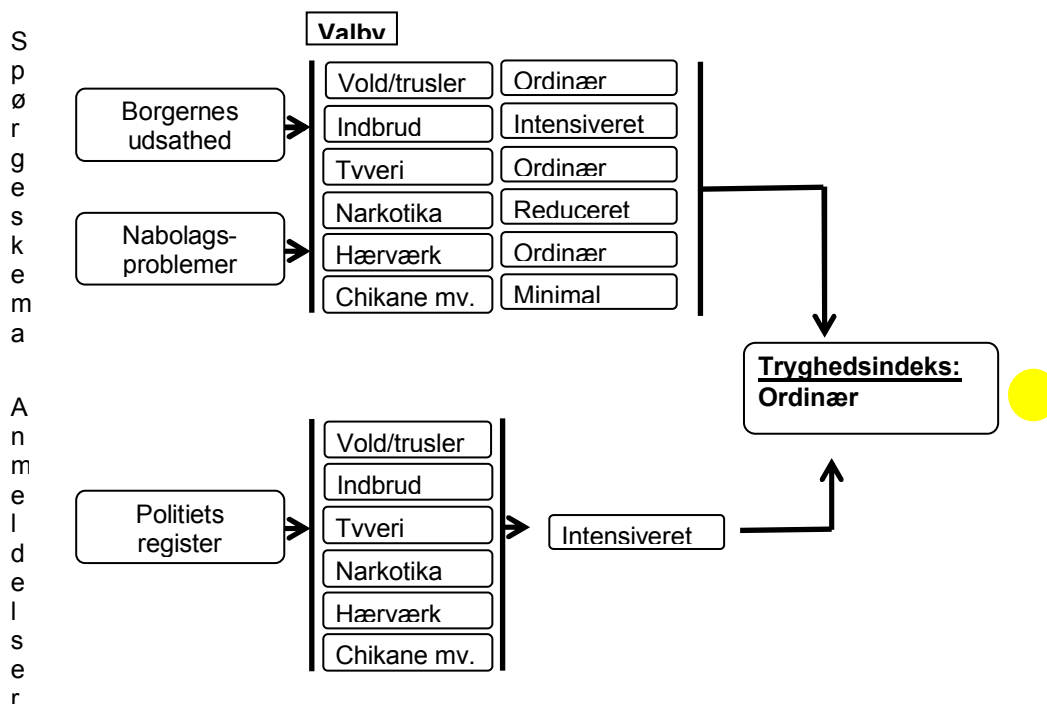 Valby
Spørgeskema
Borgernes
udsathed
Nabolags-
problemer
Vold/trusler Ordinær
Indbrud Intensiveret
Tyveri Ordinær
Narkotika Reduceret
Hærværk Ordinær
Chikane mv. Minimal
Tryghedsindeks:
Ordinær
Anmeldelser
Politiets
register
Vold/trusler
Indbrud
Tyveri
Narkotika
Hærværk
Chikane mv.
Intensiveret